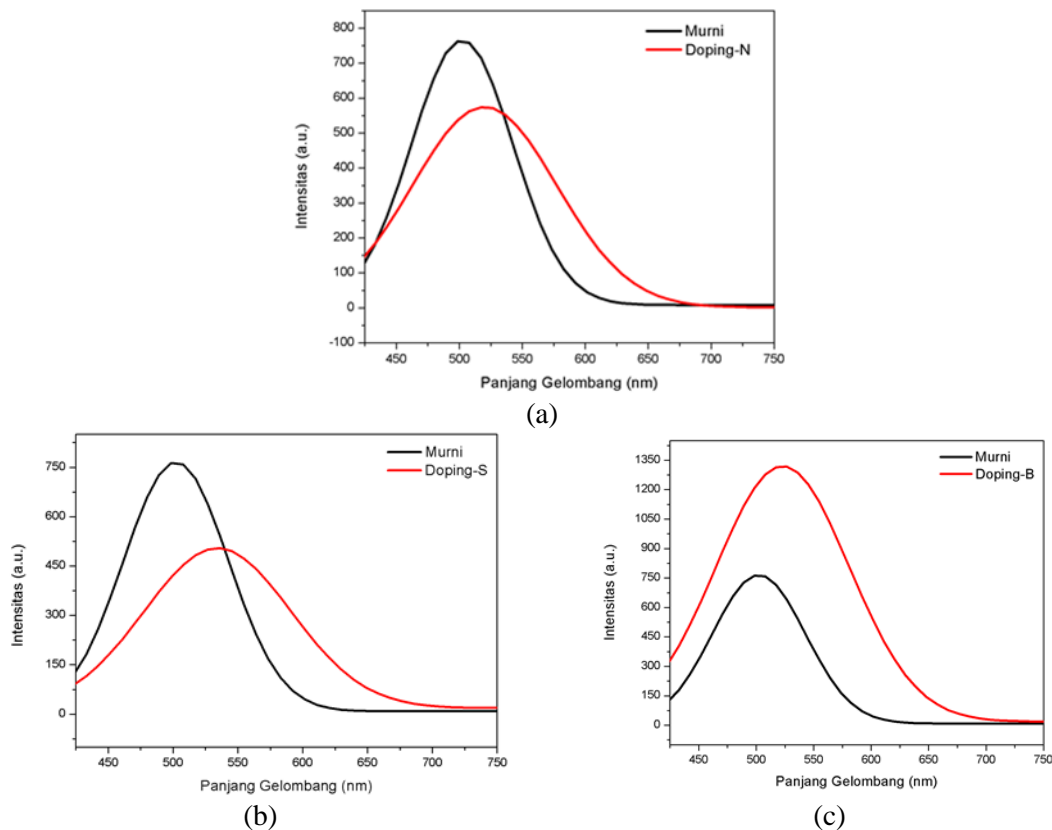 Murni
Doping-N
Intensitas (a.u.)
800
700
600
500
400
300
200
100
0
-100
450 500 550 600 650 700 750
Panjang Gelombang (nm)
(a)
Murni
Doping-S
Intensitas (a.u.)
750
600
450
300
150
0
450 500 550 600 650 700 750
Panjang Gelombang (nm)
(b)
Murni
Doping-B
Intensitas (a.u.)
1350
1200
1050
900
750
600
450
300
150
0
450 500 550 600 650 700 750
Panjang Gelombang (nm)
(c)